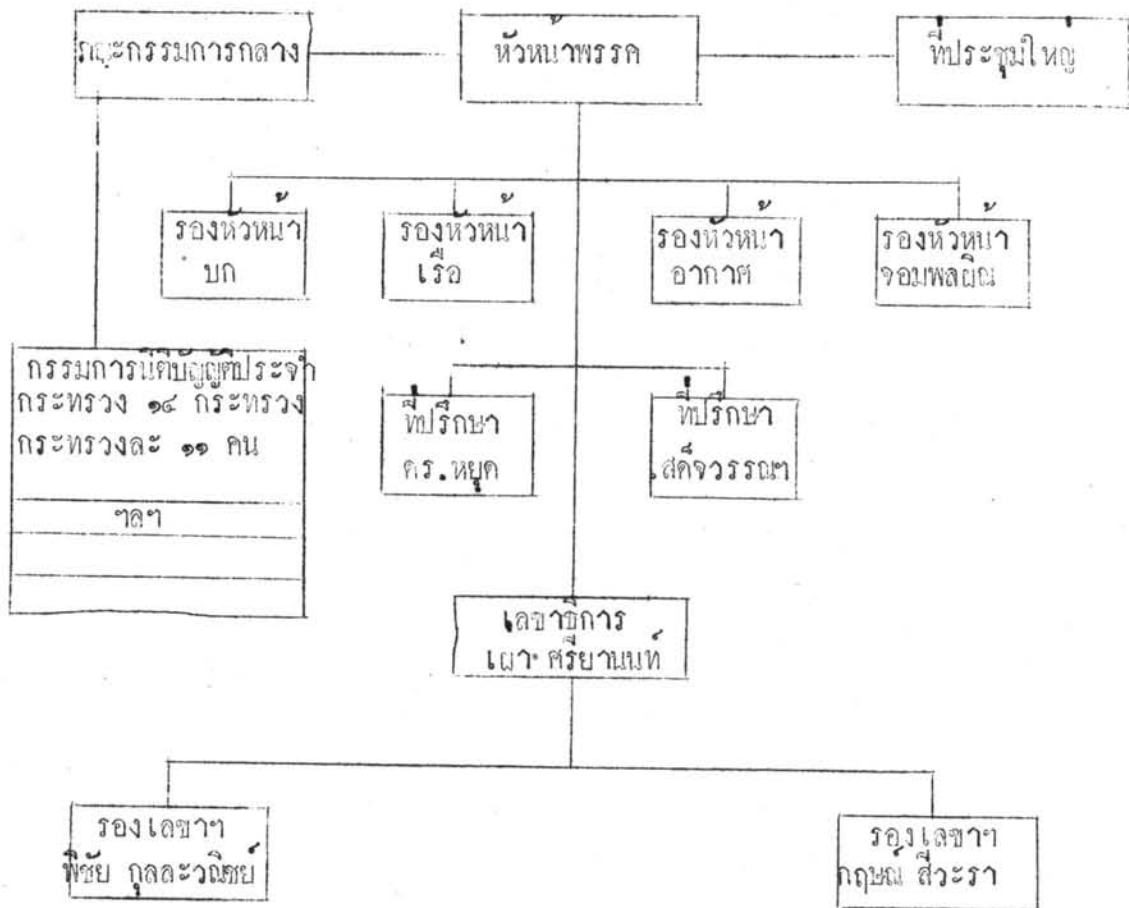 คณะกรรมการกลาง
หัวหน้าพรรค
ที่ประชุมใหญ่
รองหัวหน้า
บก
รองหัวหน้า
เรือ
รองหัวหน้า
อากาศ
รองหัวหน้า
จอมพลผิณ
กรรมการนิติบัญญัติประจำ
กระทรวง ๑๔ กระทรวง
กระทรวงละ ๑๑ คน
ฯลฯ
ที่ปรึกษา
ดร.หยุด
ที่ปรึกษา
เสด็จวรรณฯ
เลขาธิการ
เผ่า ศรียานนท์
รองเลขาฯ
พิชัย กุลละวณิชย์
รองเลขาฯ
กฤษณ์ สีวะรา